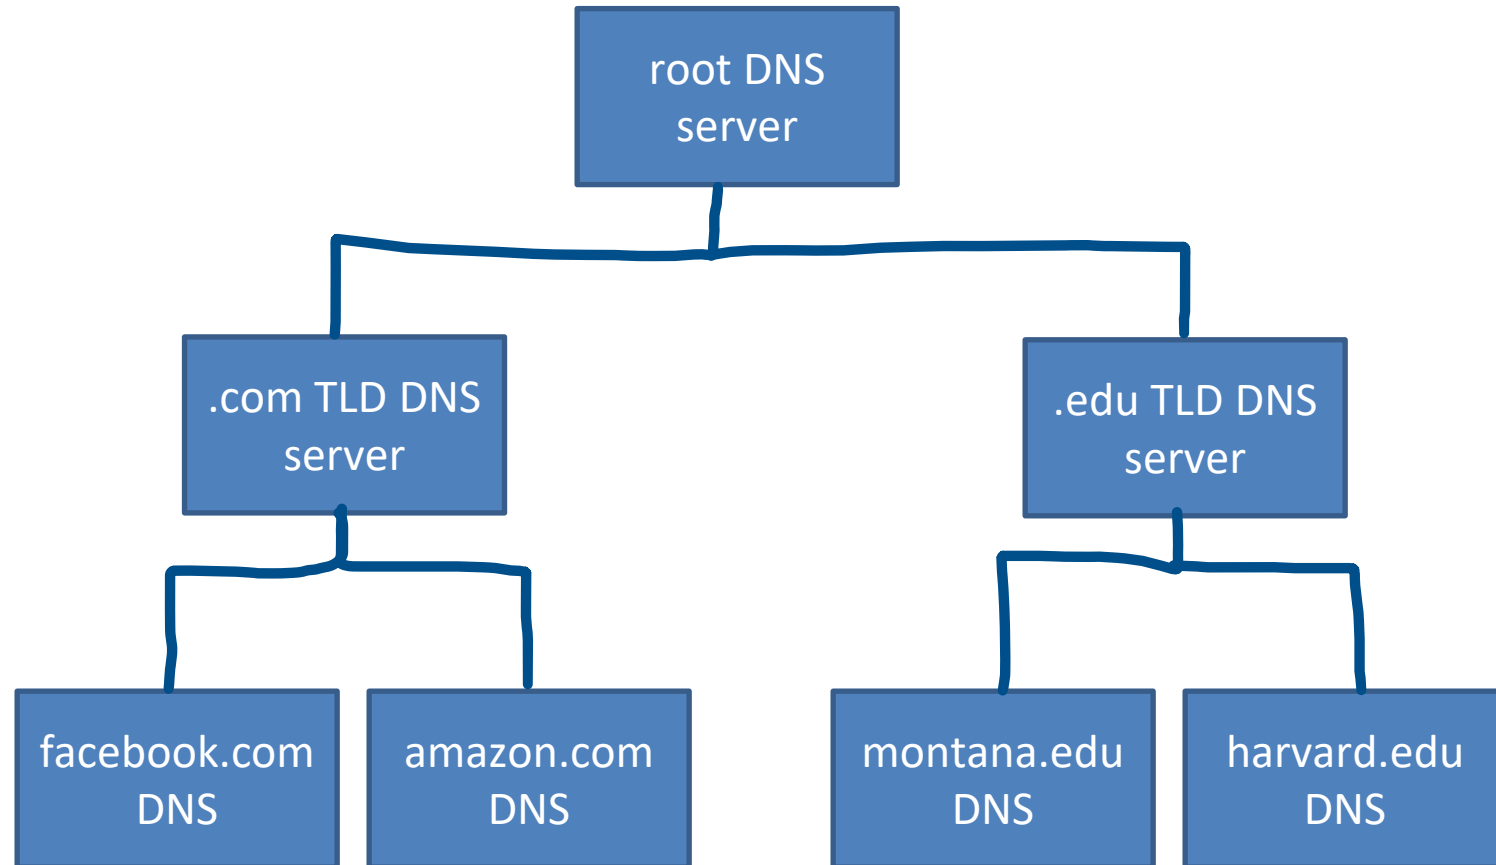 root DNS
server
.com TLD DNS
server
.edu TLD DNS
server
facebook.com
DNS
amazon.com
DNS
montana.edu
DNS
harvard.edu
DNS